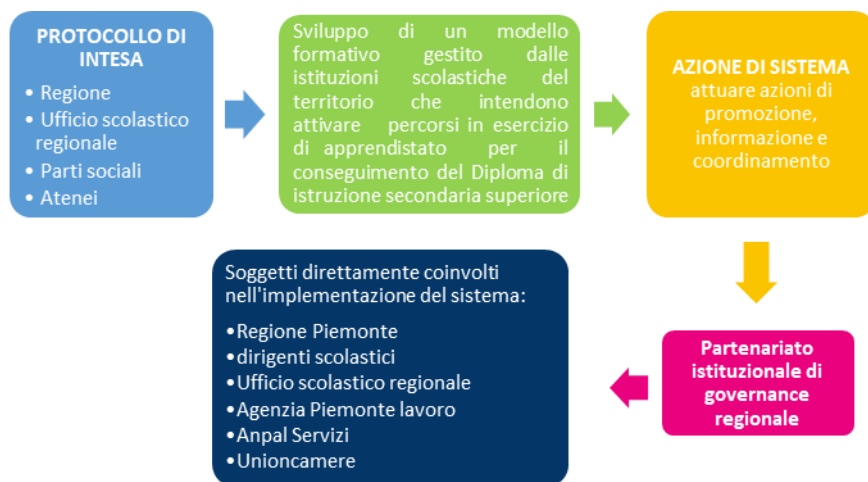 PROTOCOLLO DI
INTESA
• Regione
• Ufficio scolastico
regionale
• Parti sociali
• Atenei
Sviluppo di un modello
formativo gestito dalle
istituzioni scolastiche del
territorio che intendono
attivare percorsi in esercizio
di apprendistato per il
conseguimento del Diploma di
istruzione secondaria superiore
AZIONE DI SISTEMA
attuare azioni di
promozione,
informazione e
coordinamento
Partenariato
istituzionale di
governance
regionale
Soggetti direttamente coinvolti
nell'implementazione del sistema:
•Regione Piemonte
•dirigenti scolastici
•Ufficio scolastico regionale
•Agenzia Piemonte lavoro
•Anpal Servizi
•Unioncamere